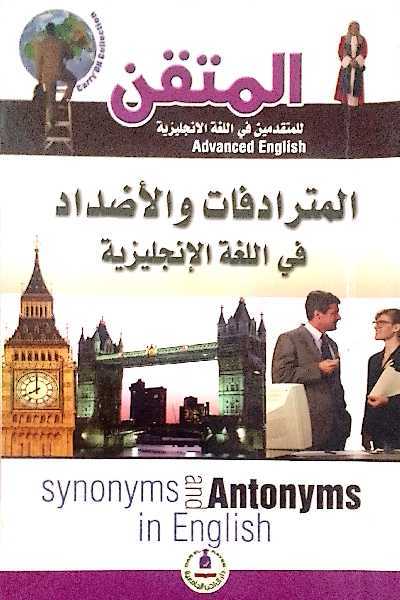 Carry On Collection
المتقن
للمتقدمين في اللغة الانجليزية
Advanced English
المترادفات والأضداد
في اللغة الإنجليزية
synonyms and Antonyms
in English